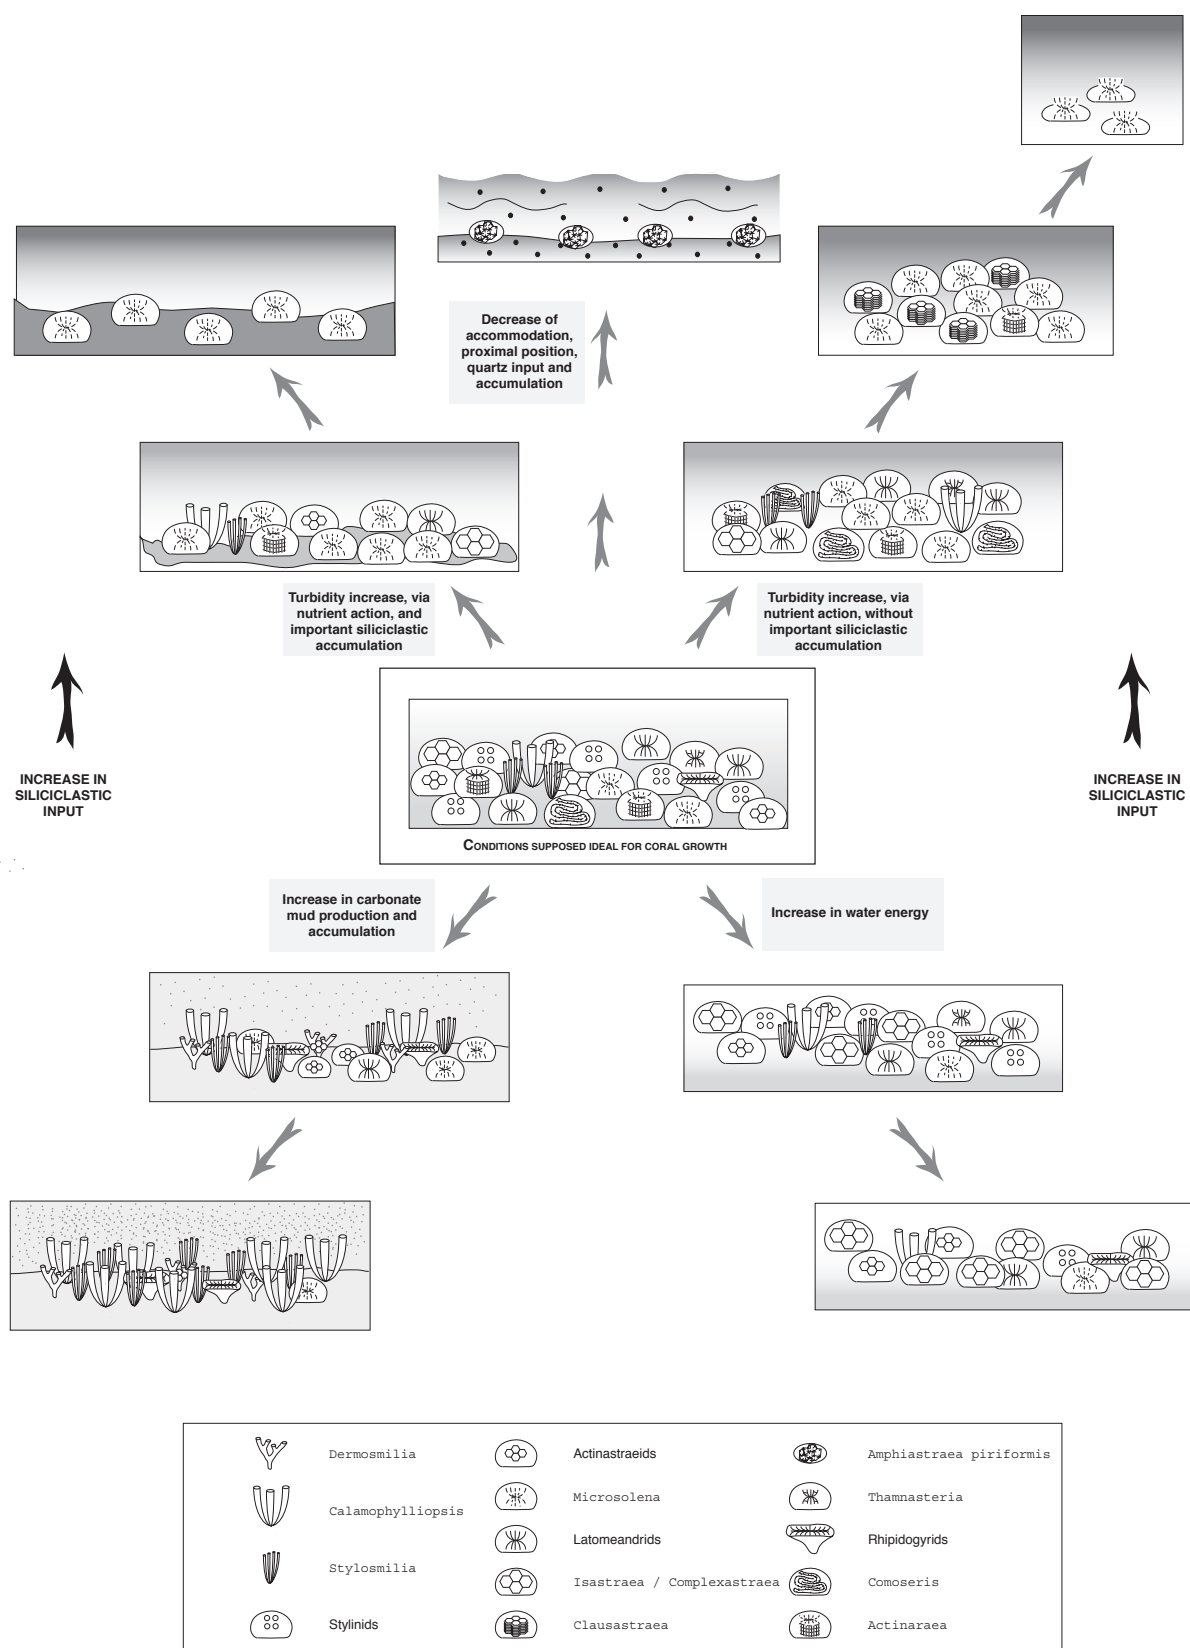 Decrease of
accommodation,
proximal position,
quartz input and
accumulation
Turbidity increase, via
nutrient action, and
important siliciclastic
accumulation
Turbidity increase, via
nutrient action, without
important siliciclastic
accumulation
INCREASE IN
SILICICLASTIC
INPUT
INCREASE IN
SILICICLASTIC
INPUT
CONDITIONS SUPPOSED IDEAL FOR CORAL GROWTH
Increase in carbonate
mud production and
accumulation
Increase in water energy
Dermosmilia
Calamophylliopsis
Stylosmilia
Stylinids
Actinastraeids
Microsolena
Latomeandrids
Isastraea / Complexastraea
Clausastraea
Amphiastraea piriformis
Thamnasteria
Rhipidogyrids
Comoseris
Actinaraea